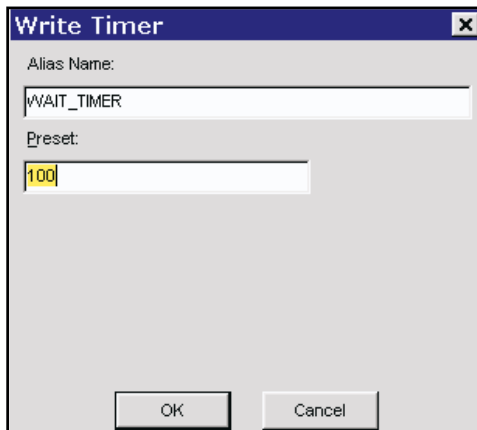 Write Timer
Alias Name:
WAIT_TIMER
Preset:
100
OK Cancel